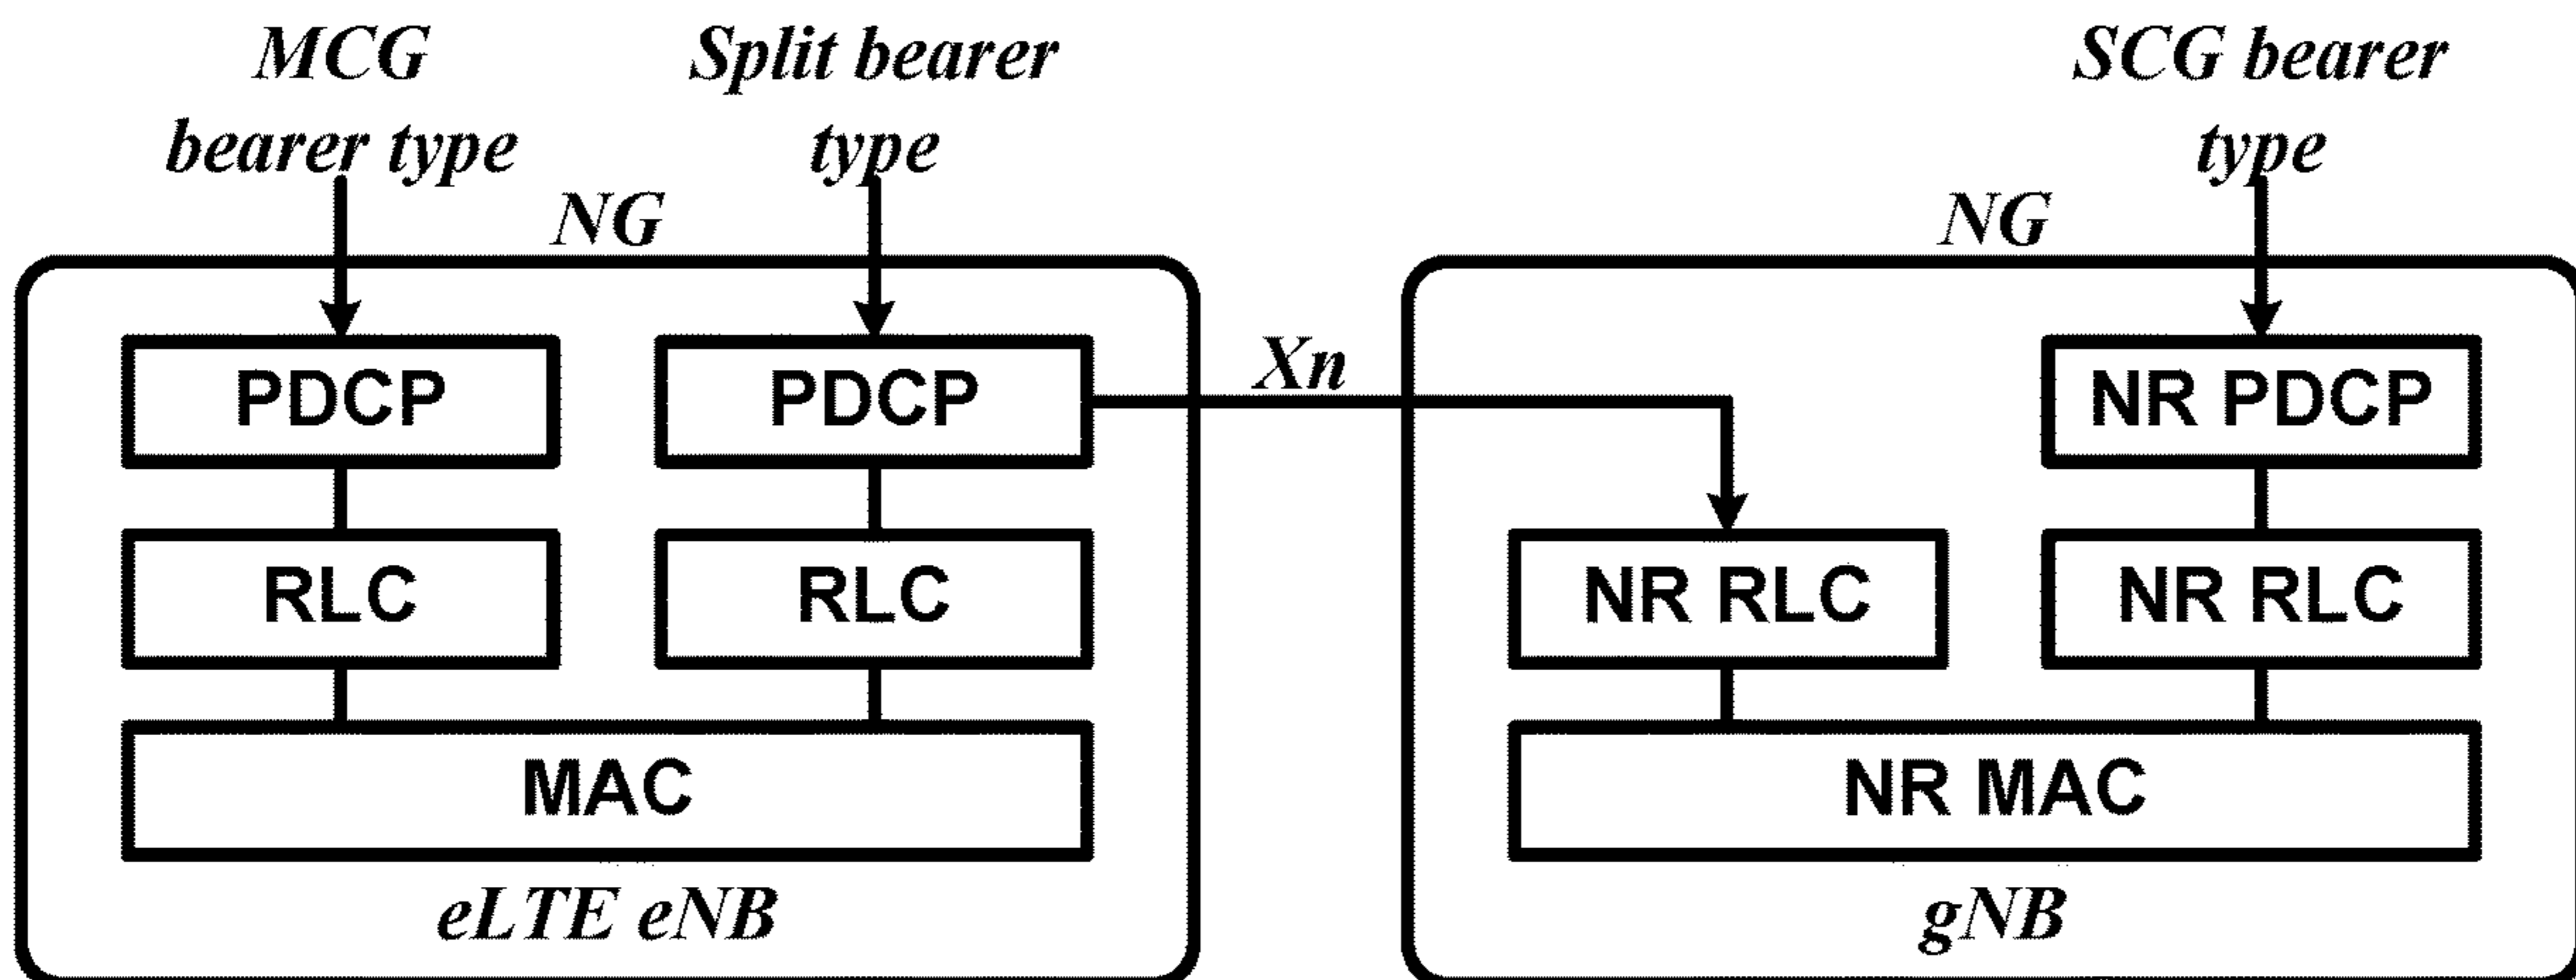 MCG
bearer type
Split bearer
type
SCG bearer
type
NG
NG
Xn
PDCP
PDCP
NR PDCP
RLC
RLC
NR RLC
NR RLC
MAC
NR MAC
eLTE eNB
gNB